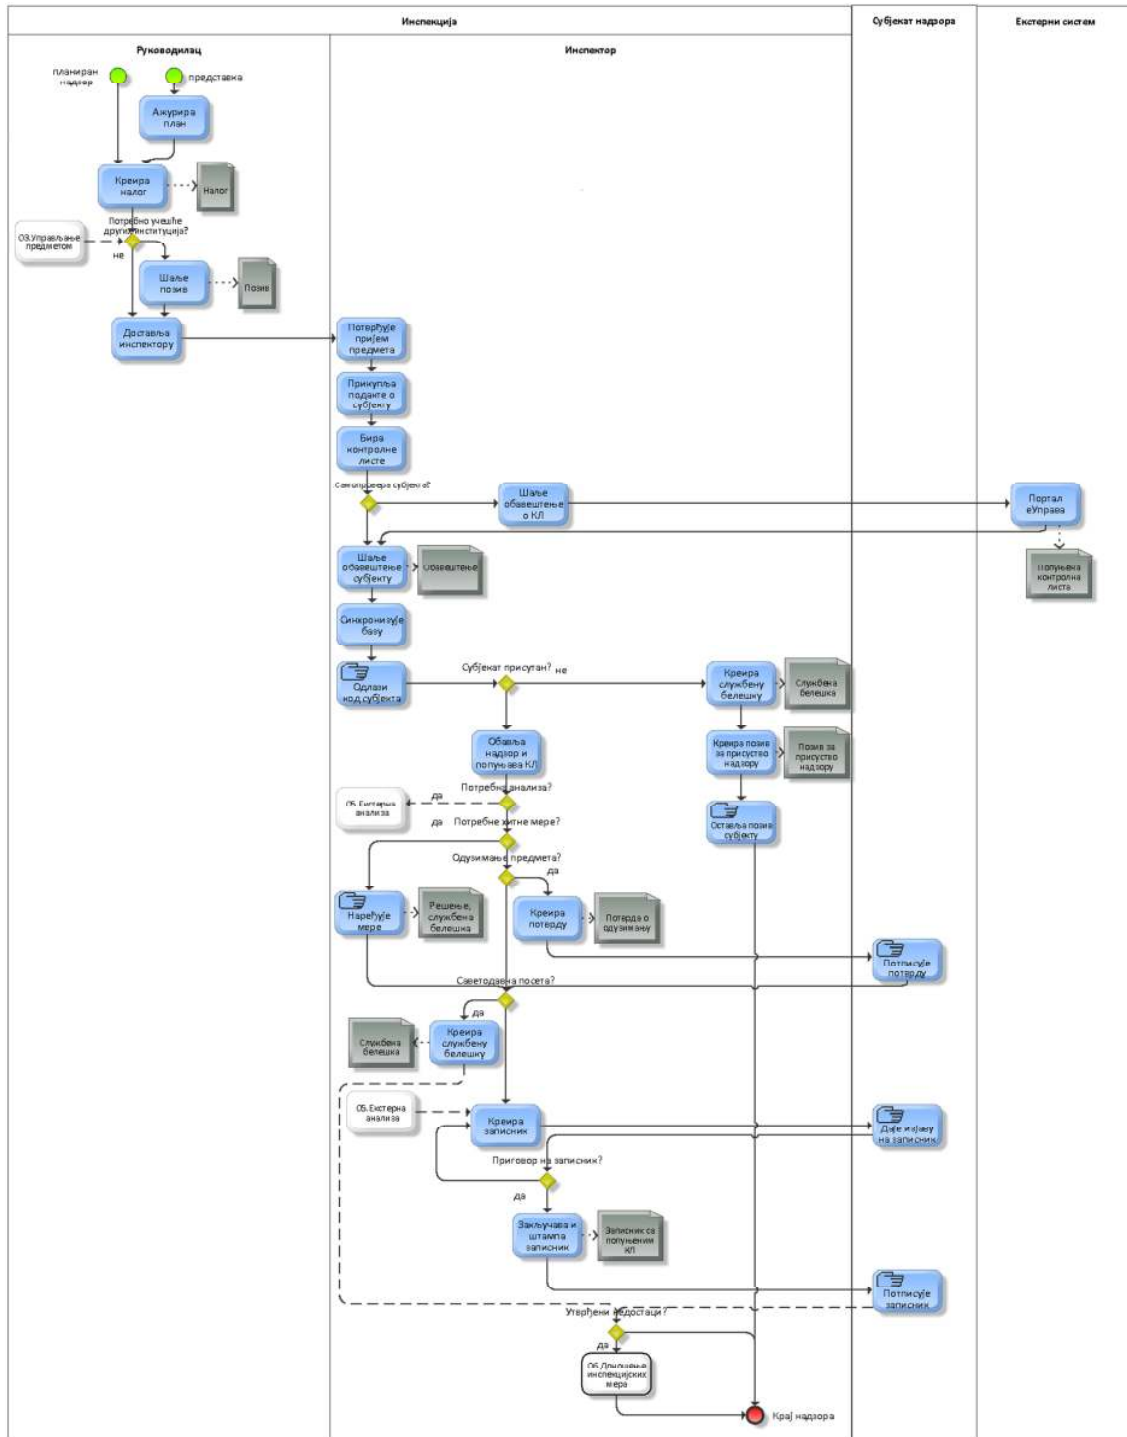 Инспекција
Субјекат надзора
Екстерни систем
Руководилац
Инспектор
планиран
надзор
представка
Ажурира
план
Креира
налог
Налог
Потребно учешће
других институција?
03.Управљање
предметом
не
Шаље
позив
Позив
Доставља
инспектору
Потврђује
пријем
предмета
Прикупља
податке о
субјекту
Бира
контролне
листе
Самопровера субјекта?
Шаље
обавештење
о КЛ
Портал
еУправа
Попуњена
контролна
листа
Шаље
обавештење
субјекту
Обавештење
Синхронизује
базу
Одлази
код субјекта
Субјекат присутан?
не
Креира
службену
белешку
Службена
белешка
Обавља
надзор и
попуњава КЛ
Креира позив
за присуство
надзору
Позив за
присуство
надзору
Потребна анализа?
да
05. Екстерна
анализа
да
Потребне хитне мере?
Оставља позив
субјекту
Одузимање предмета?
да
Наређује
мере
Решење,
службена
белешка
Креира
потврду
Потврда о
одузимању
Потписује
потврду
Саветодавна посета?
да
Службена
белешка
Креира
службену
белешку
05. Екстерна
анализа
Креира
записник
Даје изјаву
на записник
Приговор на записник?
да
Закључава и
штампа
записник
Записник са
попуњеним
КЛ
Потписује
записник
Утврђени недостаци?
да
06. Доношење
инспекцијских
мера
Крај надзора